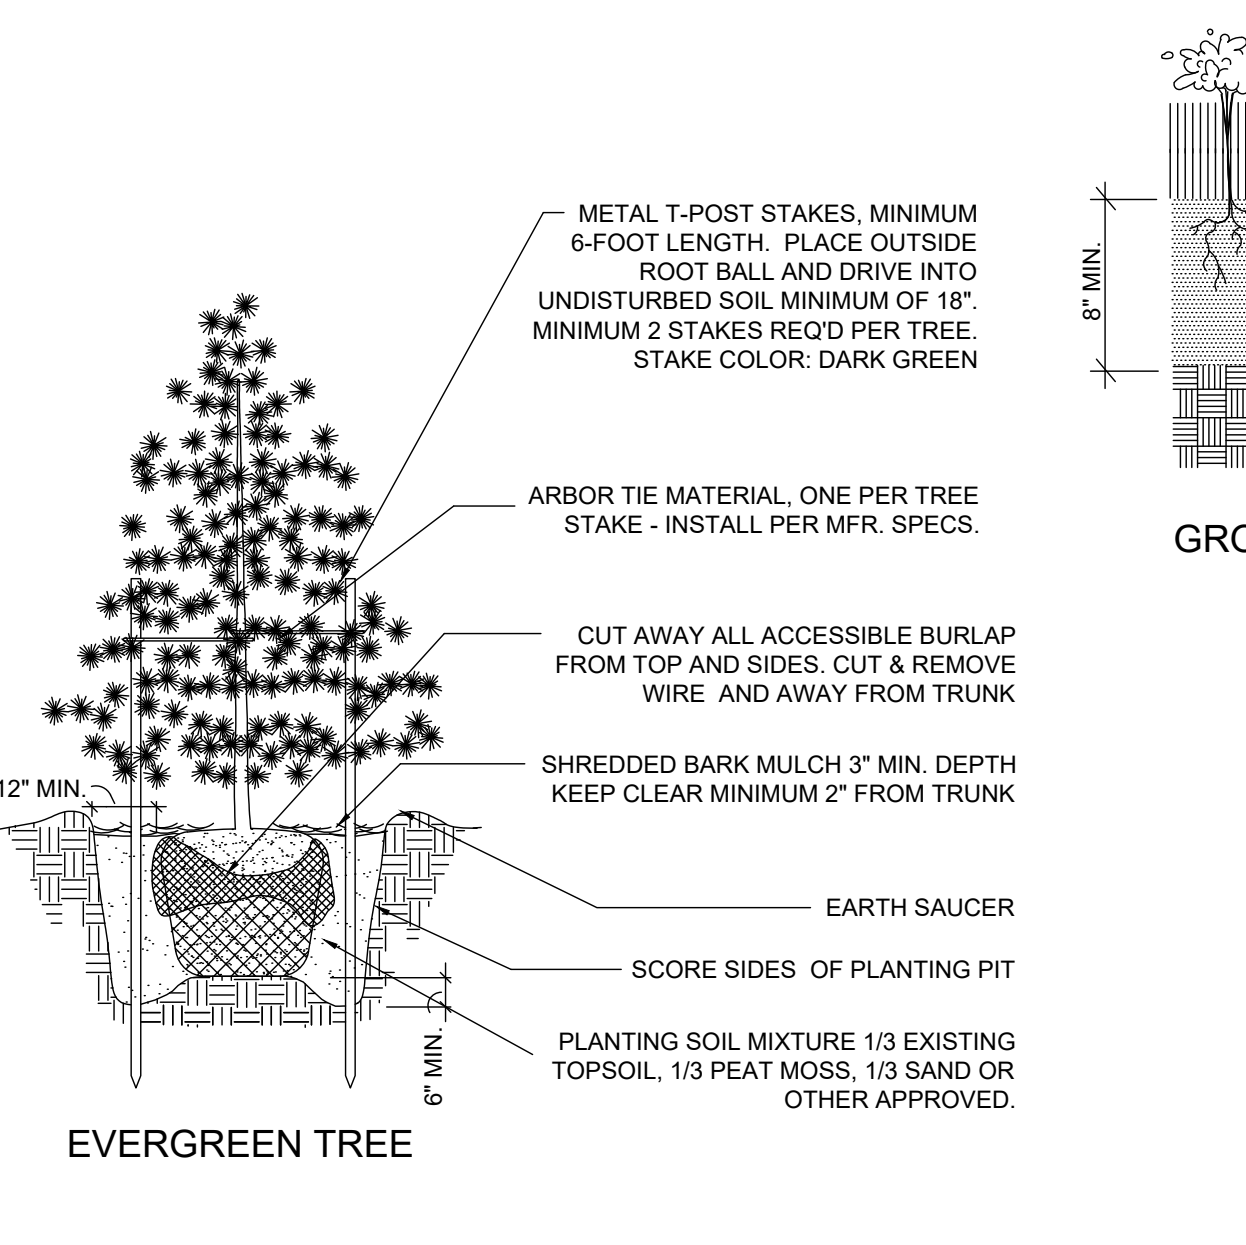 METAL T-POST STAKES, MINIMUM
6-FOOT LENGTH. PLACE OUTSIDE
ROOT BALL AND DRIVE INTO
UNDISTURBED SOIL MINIMUM OF 18".
MINIMUM 2 STAKES REQ'D PER TREE.
STAKE COLOR: DARK GREEN
8" MIN.
ARBOR TIE MATERIAL, ONE PER TREE
STAKE - INSTALL PER MFR. SPECS.
GRO
CUT AWAY ALL ACCESSIBLE BURLAP
FROM TOP AND SIDES. CUT & REMOVE
WIRE AND AWAY FROM TRUNK
SHREDDED BARK MULCH 3" MIN. DEPTH
KEEP CLEAR MINIMUM 2" FROM TRUNK
12" MIN.
EARTH SAUCER
SCORE SIDES OF PLANTING PIT
PLANTING SOIL MIXTURE 1/3 EXISTING
TOPSOIL, 1/3 PEAT MOSS, 1/3 SAND OR
OTHER APPROVED.
6" MIN.
EVERGREEN TREE